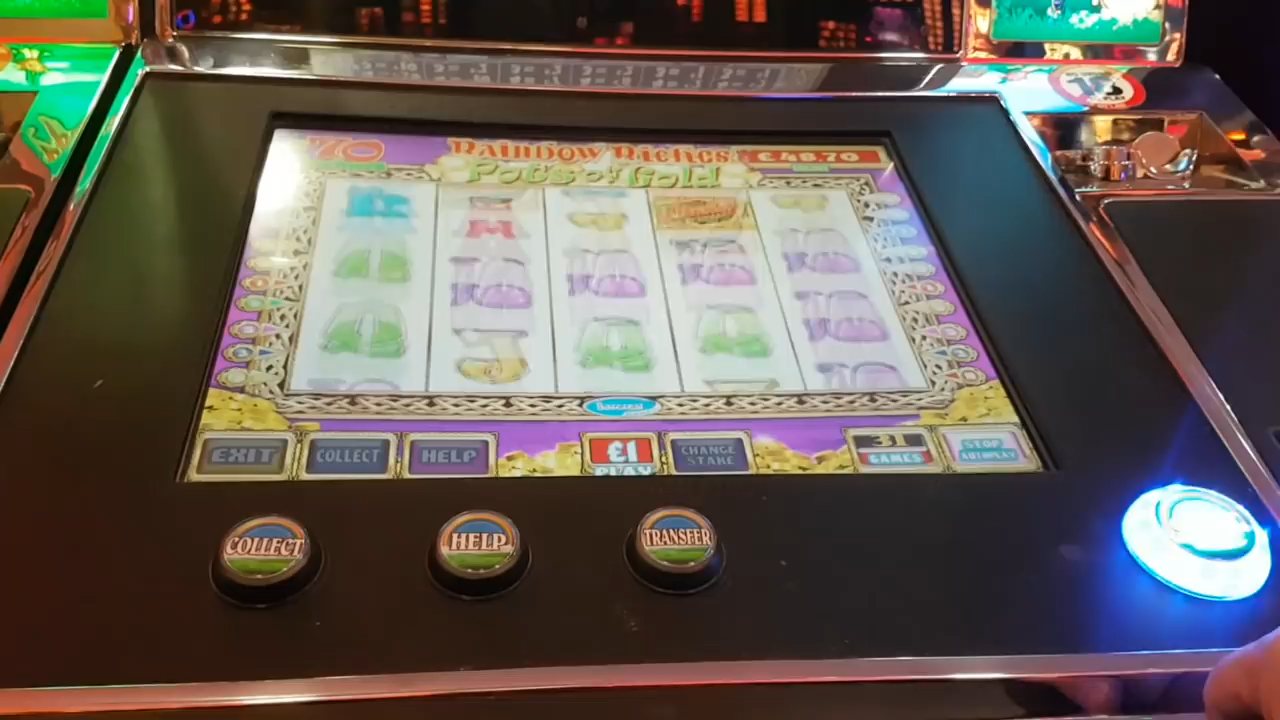 Rainbow Riches
Pots of Gold
£48.70
EXIT
COLLECT
HELP
£1
PLAY
CHANGE
STAKE
31
GAMES
STOP
AUTOPLAY
COLLECT
HELP
TRANSFER